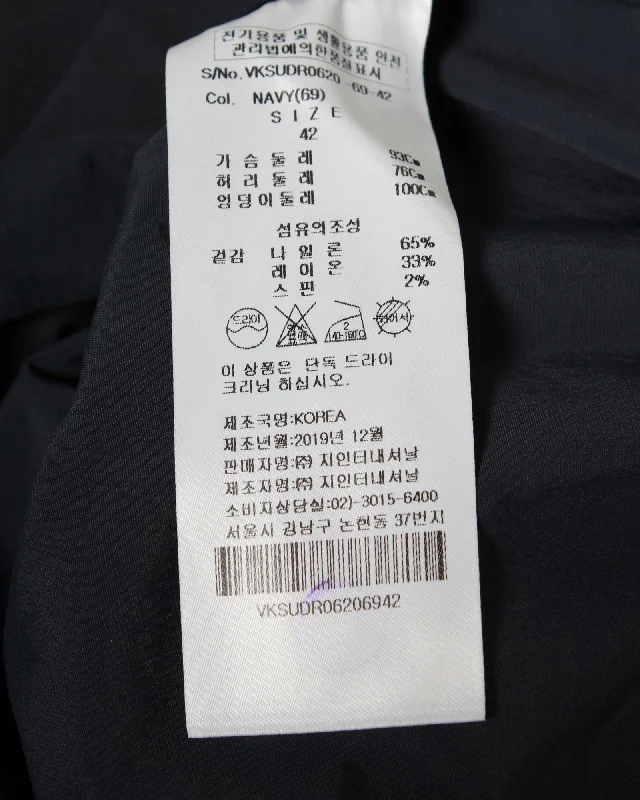 전기용품 및 생활용품 안전
관리법에의한품질표시
S/No. VKSUDR0620 -69-42
Col. NAVY(69)
SIZE
42
가슴둘레 93Cm
허리둘레 76Cm
엉덩이둘레 100Cm
섬유의조성
겉감 나일론 65%
레이온 33%
스판 2%
드라이 2 140-160℃
이 상품은 단독 드라이
크리닝 하십시오.
제조국명:KOREA
제조년월:2019년 12월
판매자명:㈜ 지인터내셔날
제조자명:㈜ 지인터내셔날
소비자상담실:02)-3015-6400
서울시 강남구 논현동 37번지
VKSUDR06206942